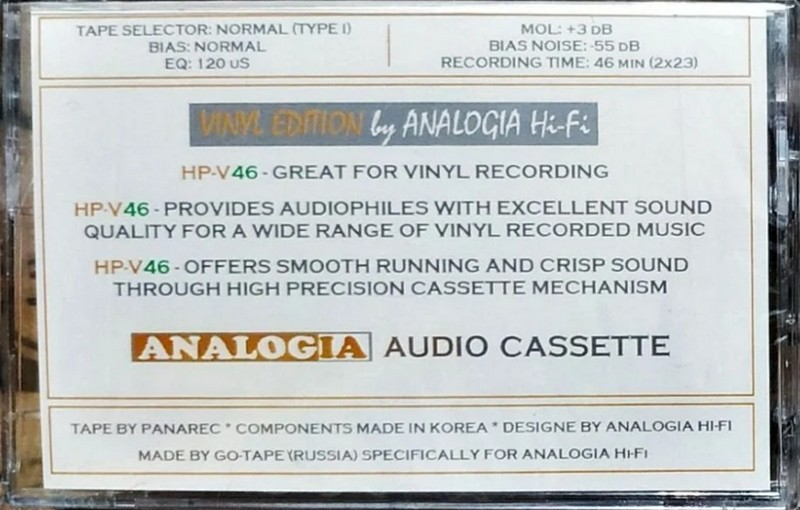 TAPE SELECTOR: NORMAL (TYPE I)
BIAS: NORMAL
EQ: 120 US
MOL: +3 DB
BIAS NOISE: -55 DB
RECORDING TIME: 46 MIN (2x23)
VINYL EDITION by ANALOGIA Hi-Fi
HP-V46 - GREAT FOR VINYL RECORDING
HP-V46 - PROVIDES AUDIOPHILES WITH EXCELLENT SOUND
QUALITY FOR A WIDE RANGE OF VINYL RECORDED MUSIC
HP-V46 - OFFERS SMOOTH RUNNING AND CRISP SOUND
THROUGH HIGH PRECISION CASSETTE MECHANISM
ANALOGIA AUDIO CASSETTE
TAPE BY PANAREC * COMPONENTS MADE IN KOREA * DESIGNE BY ANALOGIA HI-FI
MADE BY GO-TAPE (RUSSIA) SPECIFICALLY FOR ANALOGIA HI-FI